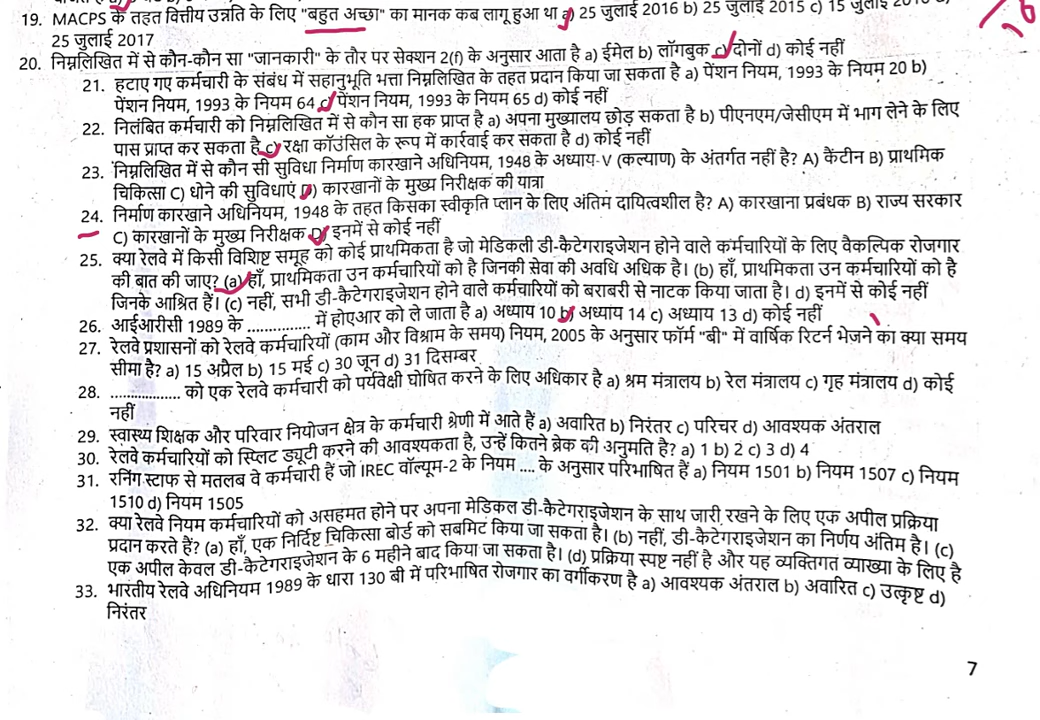 19. MACPS के तहत वित्तीय उन्नति के लिए "बहुत अच्छा" का मानक कब लागू हुआ था a) 25 जुलाई 2016 b) 25 जुलाई 2015 c) 15 जुलाई
25 जुलाई 2017
20. निम्नलिखित में से कौन-कौन सा "जानकारी" के तौर पर सेक्शन 2(f) के अनुसार आता है a) ईमेल b) लॉगबुक c) दोनों d) कोई नहीं
21. हटाए गए कर्मचारी के संबंध में सहानुभूति भत्ता निम्नलिखित के तहत प्रदान किया जा सकता है a) पेंशन नियम, 1993 के नियम 20 b)
पेंशन नियम, 1993 के नियम 64 c) पेंशन नियम, 1993 के नियम 65 d) कोई नहीं
22. निलंबित कर्मचारी को निम्नलिखित में से कौन सा हक प्राप्त है a) अपना मुख्यालय छोड़ सकता है b) पीएनएम/जेसीएम में भाग लेने के लिए
पास प्राप्त कर सकता है c) रक्षा कॉउंसिल के रूप में कार्रवाई कर सकता है d) कोई नहीं
23. निम्नलिखित में से कौन सी सुविधा निर्माण कारखाने अधिनियम, 1948 के अध्याय-V (कल्याण) के अंतर्गत नहीं है? A) कैंटीन B) प्राथमिक
चिकित्सा C) धोने की सुविधाएं D) कारखानों के मुख्य निरीक्षक की यात्रा
24. निर्माण कारखाने अधिनियम, 1948 के तहत किसका स्वीकृति प्लान के लिए अंतिम दायित्वशील है? A) कारखाना प्रबंधक B) राज्य सरकार
C) कारखानों के मुख्य निरीक्षक D) इनमें से कोई नहीं
25. क्या रेलवे में किसी विशिष्ट समूह को कोई प्राथमिकता है जो मेडिकली डी-कैटेगराइजेशन होने वाले कर्मचारियों के लिए वैकल्पिक रोजगार
की बात की जाए? (a) हाँ, प्राथमिकता उन कर्मचारियों को है जिनकी सेवा की अवधि अधिक है। (b) हाँ, प्राथमिकता उन कर्मचारियों को है
जिनके आश्रित हैं। (c) नहीं, सभी डी-कैटेगराइजेशन होने वाले कर्मचारियों को बराबरी से नाटक किया जाता है। d) इनमें से कोई नहीं
26. आईआरसी 1989 के .............. में होएआर को ले जाता है a) अध्याय 10 b) अध्याय 14 c) अध्याय 13 d) कोई नहीं
27. रेलवे प्रशासनों को रेलवे कर्मचारियों (काम और विश्राम के समय) नियम, 2005 के अनुसार फॉर्म "बी" में वार्षिक रिटर्न भेजने का क्या समय
सीमा है? a) 15 अप्रैल b) 15 मई c) 30 जून d) 31 दिसम्बर
28. ................ को एक रेलवे कर्मचारी को पर्यवेक्षी घोषित करने के लिए अधिकार है a) श्रम मंत्रालय b) रेल मंत्रालय c) गृह मंत्रालय d) कोई
नहीं
29. स्वास्थ्य शिक्षक और परिवार नियोजन क्षेत्र के कर्मचारी श्रेणी में आते हैं a) अवारित b) निरंतर c) परिचर d) आवश्यक अंतराल
30. रेलवे कर्मचारियों को स्प्लिट ड्यूटी करने की आवश्यकता है, उन्हें कितने ब्रेक की अनुमति है? a) 1 b) 2 c) 3 d) 4
31. रनिंग स्टाफ से मतलब वे कर्मचारी हैं जो IREC वॉल्यूम-2 के नियम .... के अनुसार परिभाषित हैं a) नियम 1501 b) नियम 1507 c) नियम
1510 d) नियम 1505
32. क्या रेलवे नियम कर्मचारियों को असहमत होने पर अपना मेडिकल डी-कैटेगराइजेशन के साथ जारी रखने के लिए एक अपील प्रक्रिया
प्रदान करते हैं? (a) हाँ, एक निर्दिष्ट चिकित्सा बोर्ड को सबमिट किया जा सकता है। (b) नहीं, डी-कैटेगराइजेशन का निर्णय अंतिम है। (c)
एक अपील केवल डी-कैटेगराइजेशन के 6 महीने बाद किया जा सकता है। (d) प्रक्रिया स्पष्ट नहीं है और यह व्यक्तिगत व्याख्या के लिए है
33. भारतीय रेलवे अधिनियम 1989 के धारा 130 बी में परिभाषित रोजगार का वर्गीकरण है a) आवश्यक अंतराल b) अवारित c) उत्कृष्ट d)
निरंतर
7